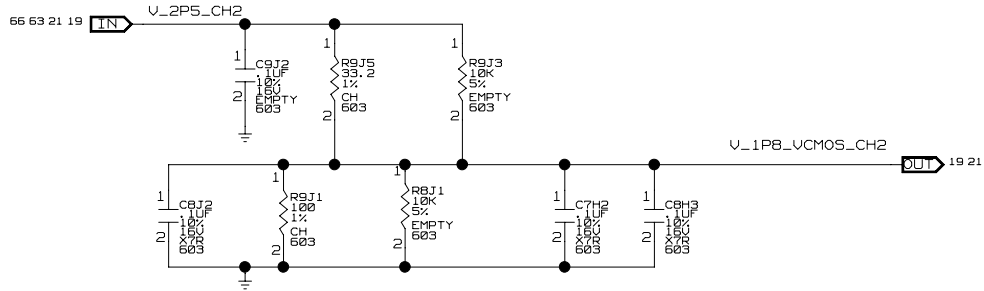 V_2P5_CH2
66 63 21 19 IN
1
C9J2
.1UF
10%
16V
EMPTY
603
2
1
R9J5
33.2
1%
CH
603
2
1
R9J3
10K
5%
EMPTY
603
2
V_1P8_VCMOS_CH2
OUT 19 21
1
C8J2
.1UF
10%
16V
X7R
603
2
1
R9J1
100
1%
CH
603
2
1
R8J1
10K
5%
EMPTY
603
2
1
C7H2
.1UF
10%
16V
X7R
603
2
1
C8H3
.1UF
10%
16V
X7R
603
2